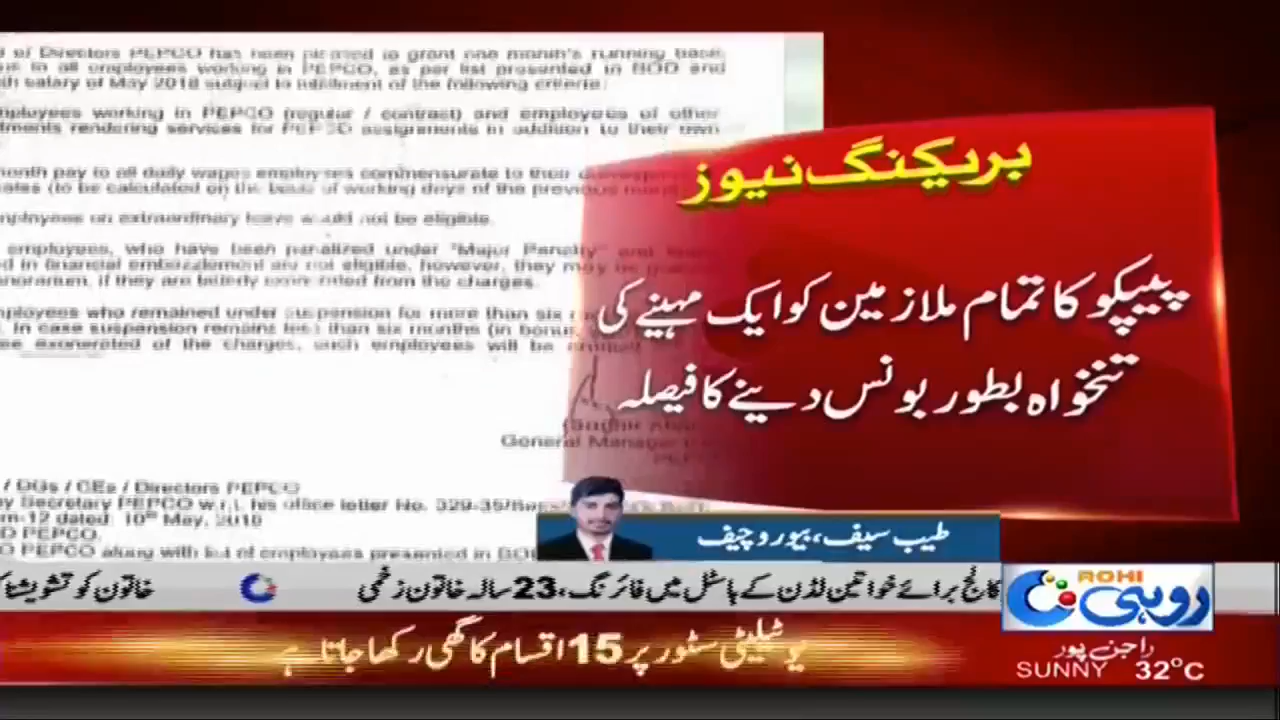 of Directors PEPCO has been pleased to grant one month's running basic
to all employees working in PEPCO, as per list presented in BOD and
salary of May 2018 subject to fulfillment of the following criteria:
employees working in PEPCO (regular / contract) and employees of other
rendering services for PEPCO assignments in addition to their own
month pay to all daily wages employees commensurate to their
(to be calculated on the basis of working days of the previous
employees on extraordinary leave would not be eligible.
employees, who have been penalized under "Major Penalty" and
in financial embezzlement are not eligible, however, they may be
if they are exonerated from the charges.
who remained under suspension for more than six
In case suspension remains less than six months (in
exonerated of the charges, such employees will be
General Manager
/ DGs / CEs / Directors PEPCO
Secretary PEPCO w.r.t. his office letter No. 329-35/
dated 10th May, 2018
PEPCO.
PEPCO along with list of employees presented in
بریکنگ نیوز
پیپکو کا تمام ملازمین کو ایک مہینے کی
تنخواہ بطور بونس دینے کا فیصلہ
طیب سیف، بیورو چیف
کالج برائے خواتین لڈن کے ہاسٹل میں فائرنگ، 23 سالہ خاتون زخمی
خاتون کو تشویشنا
ROHI
روہی
یوٹیلیٹی سٹور پر 15 اقسام کا گھی رکھا جاتا ہے
راجن پور
SUNNY 32°C